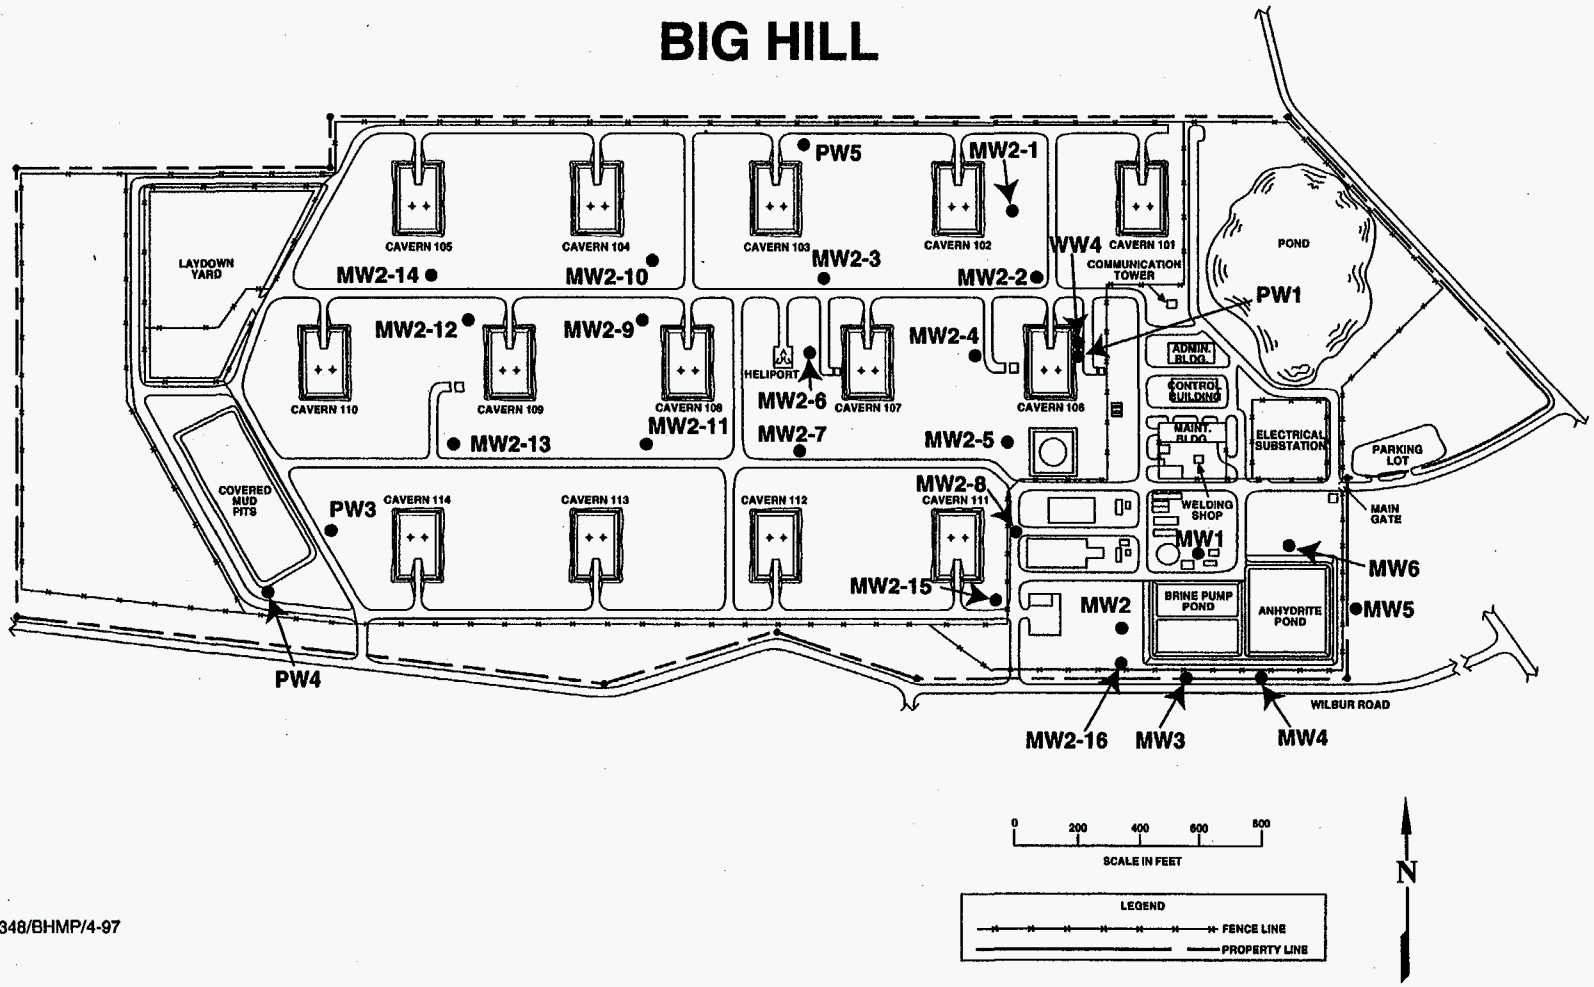 BIG HILL
PW5
MW2-1
CAVERN 105
CAVERN 104
CAVERN 103
CAVERN 102
CAVERN 101
WW4
POND
LAYDOWN
YARD
MW2-14
MW2-10
MW2-3
MW2-2
COMMUNICATION
TOWER
PW1
MW2-12
MW2-9
MW2-4
ADMIN.
BLDG.
HELIPORT
CONTROL
BUILDING
CAVERN 110
CAVERN 109
CAVERN 108
MW2-6
CAVERN 107
CAVERN 106
MW2-11
MW2-13
MW2-7
MW2-5
MAINT.
BLDG.
ELECTRICAL
SUBSTATION
PARKING
LOT
COVERED
MUD
PITS
PW3
CAVERN 114
CAVERN 113
CAVERN 112
MW2-8
CAVERN 111
WELDING
SHOP
MAIN
GATE
MW1
MW6
MW2-15
MW2
BRINE PUMP
POND
ANHYDRITE
POND
MW5
PW4
WILBUR ROAD
MW2-16
MW3
MW4
0
200
400
600
800
SCALE IN FEET
N
LEGEND
FENCE LINE
PROPERTY LINE
348/BHMP/4-97